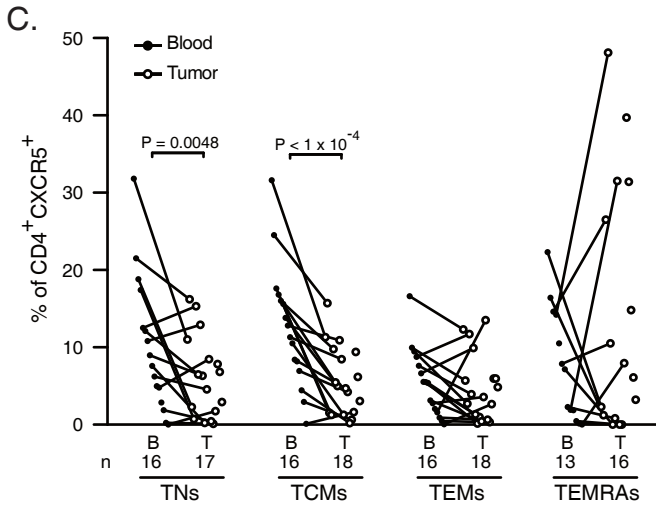 C.
% of CD4⁺CXCR5⁺
50
40
30
20
10
0
Blood
Tumor
P = 0.0048
P < 1 x 10⁻⁴
B T B T B T B T
n 16 17 16 18 16 18 13 16
TNs TCMs TEMs TEMRAs